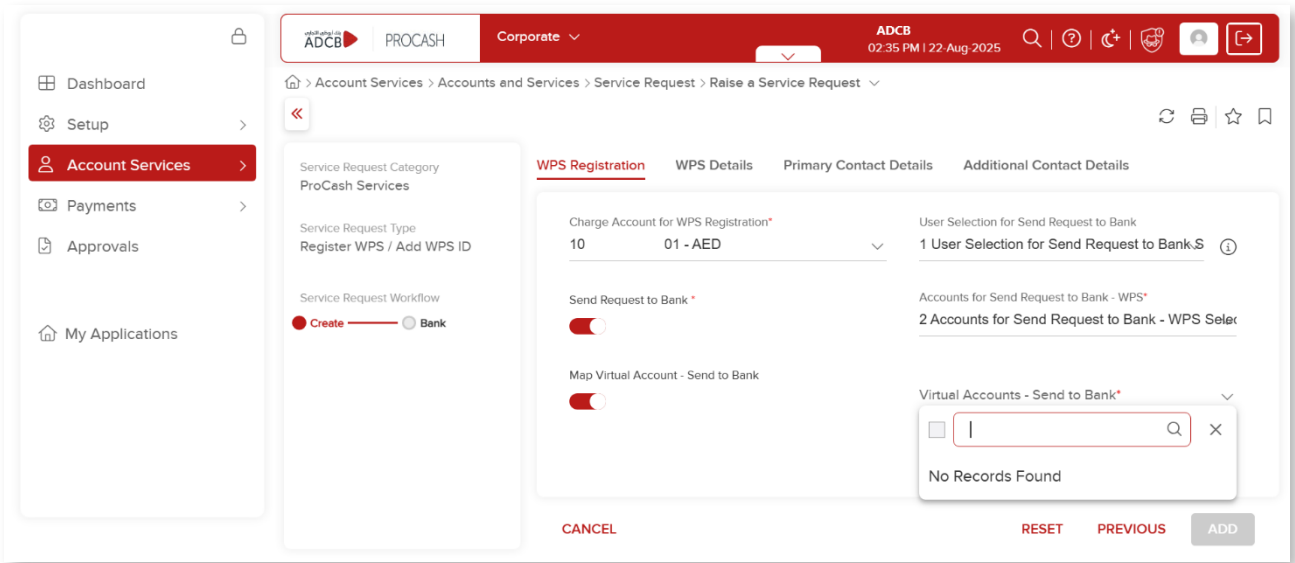 بنك أبوظبي التجاري
ADCB
PROCASH
Corporate
ADCB
02:35 PM | 22-Aug-2025
Dashboard
Setup
Account Services
Payments
Approvals
My Applications
> Account Services > Accounts and Services > Service Request > Raise a Service Request
Service Request Category
ProCash Services
Service Request Type
Register WPS / Add WPS ID
Service Request Workflow
Create
Bank
WPS Registration
WPS Details
Primary Contact Details
Additional Contact Details
Charge Account for WPS Registration*
10 01 - AED
User Selection for Send Request to Bank
1 User Selection for Send Request to Bank S
Send Request to Bank *
Accounts for Send Request to Bank - WPS*
2 Accounts for Send Request to Bank - WPS Selec
Map Virtual Account - Send to Bank
Virtual Accounts - Send to Bank*
No Records Found
CANCEL
RESET
PREVIOUS
ADD